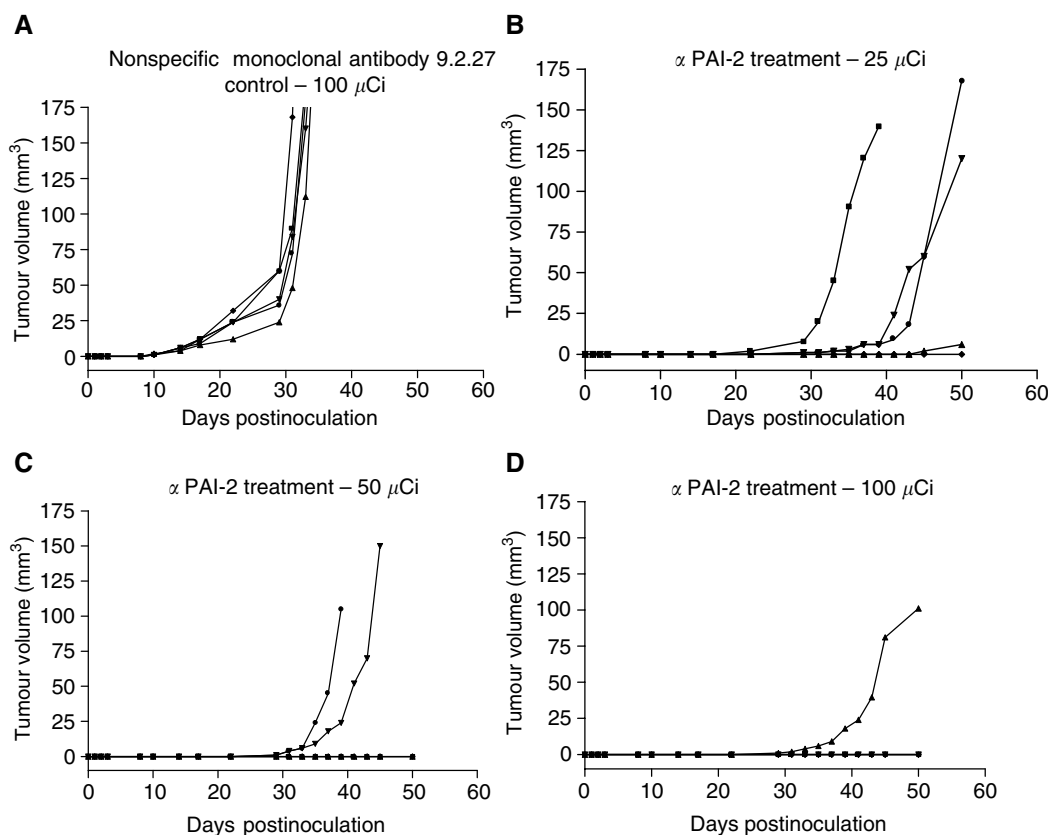 A
Nonspecific monoclonal antibody 9.2.27
control – 100 μCi
175
150
125
100
75
50
25
0
Tumour volume (mm³)
0 10 20 30 40 50 60
Days postinoculation
B
α PAI-2 treatment – 25 μCi
175
150
125
100
75
50
25
0
Tumour volume (mm³)
0 10 20 30 40 50 60
Days postinoculation
C
α PAI-2 treatment – 50 μCi
175
150
125
100
75
50
25
0
Tumour volume (mm³)
0 10 20 30 40 50 60
Days postinoculation
D
α PAI-2 treatment – 100 μCi
175
150
125
100
75
50
25
0
Tumour volume (mm³)
0 10 20 30 40 50 60
Days postinoculation